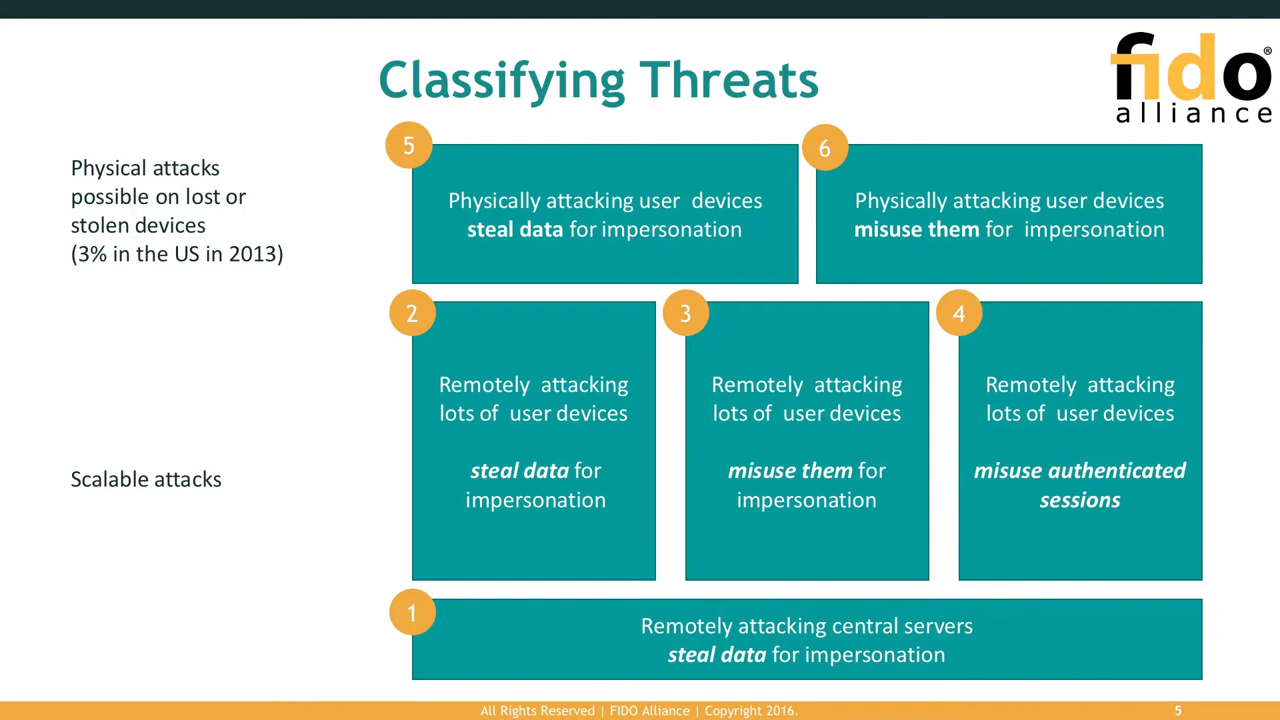 Classifying Threats
fido®
alliance
Physical attacks
possible on lost or
stolen devices
(3% in the US in 2013)
5
Physically attacking user devices
steal data for impersonation
6
Physically attacking user devices
misuse them for impersonation
Scalable attacks
2
Remotely attacking
lots of user devices
steal data for
impersonation
3
Remotely attacking
lots of user devices
misuse them for
impersonation
4
Remotely attacking
lots of user devices
misuse authenticated
sessions
1
Remotely attacking central servers
steal data for impersonation
All Rights Reserved | FIDO Alliance | Copyright 2016.
5